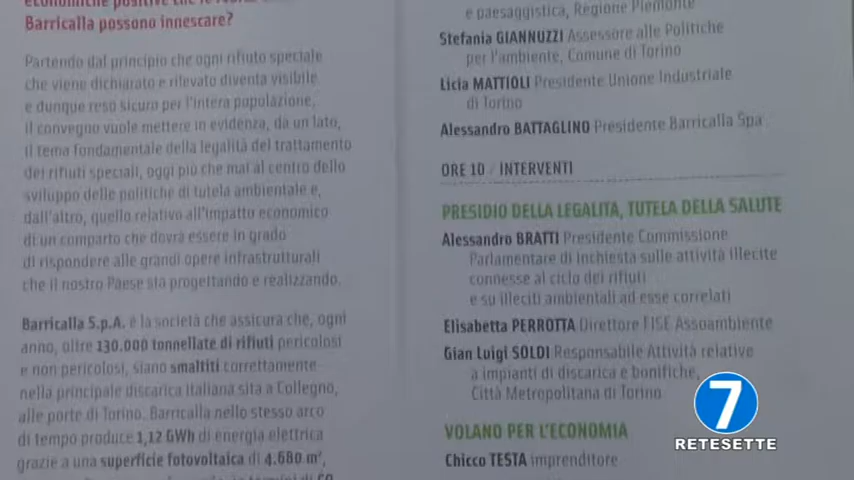 economiche positive che le
Barricalla possono innescare?
Partendo dal principio che ogni rifiuto speciale
che viene dichiarato e rilevato diventa visibile
e dunque reso sicuro per l'intera popolazione,
il convegno vuole mettere in evidenza, da un lato,
il tema fondamentale della legalità del trattamento
dei rifiuti speciali, oggi più che mai al centro dello
sviluppo delle politiche di tutela ambientale e,
dall'altro, quello relativo all'impatto economico
di un comparto che dovrà essere in grado
di rispondere alle grandi opere infrastrutturali
che il nostro Paese sta progettando e realizzando.
Barricalla S.p.A. è la società che assicura che, ogni
anno, oltre 130.000 tonnellate di rifiuti pericolosi
e non pericolosi, siano smaltiti correttamente
nella principale discarica italiana sita a Collegno,
alle porte di Torino. Barricalla nello stesso arco
di tempo produce 1,12 GWh di energia elettrica
grazie a una superficie fotovoltaica di 4.680 m²,
e paesaggistica, Regione Piemonte
Stefania GIANNUZZI Assessore alle Politiche
per l'ambiente, Comune di Torino
Licia MATTIOLI Presidente Unione Industriale
di Torino
Alessandro BATTAGLINO Presidente Barricalla Spa
ORE 10 / INTERVENTI
PRESIDIO DELLA LEGALITÀ, TUTELA DELLA SALUTE
Alessandro BRATTI Presidente Commissione
Parlamentare di inchiesta sulle attività illecite
connesse al ciclo dei rifiuti
e su illeciti ambientali ad esse correlati
Elisabetta PERROTTA Direttore FISE Assoambiente
Gian Luigi SOLDI Responsabile Attività relative
a impianti di discarica e bonifiche,
Città Metropolitana di Torino
VOLANO PER L'ECONOMIA
Chicco TESTA imprenditore
7
RETESETTE